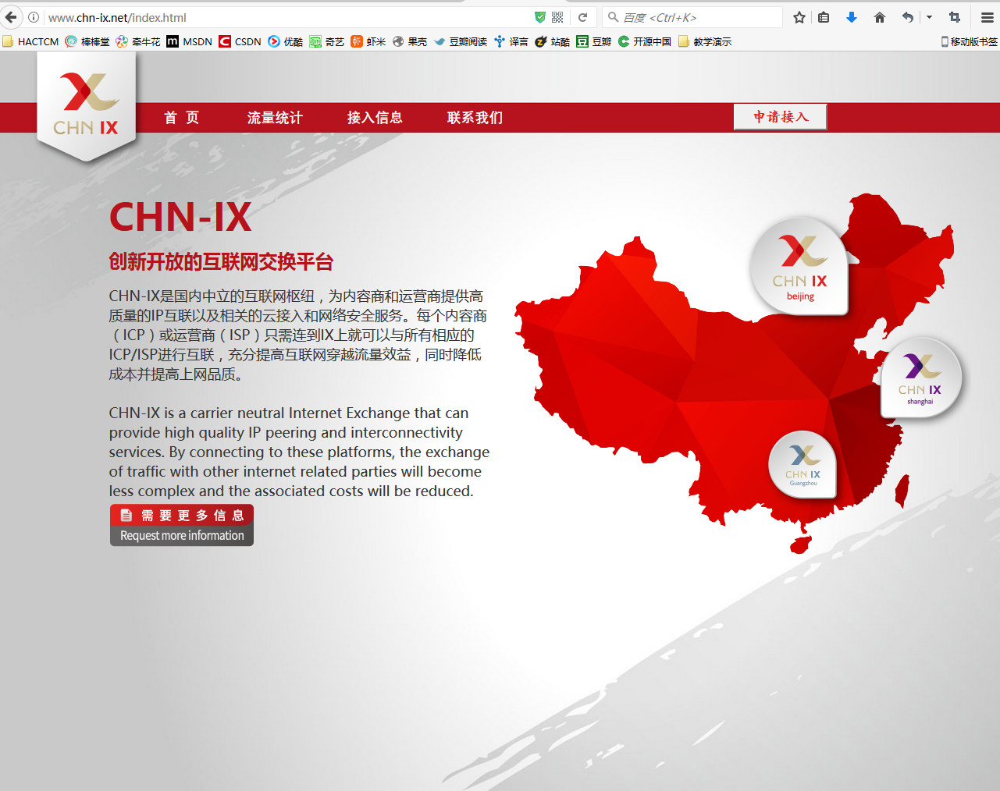 www.chn-ix.net/index.html
百度 <Ctrl+K>
HACTCM 棒棒堂 牵牛花 MSDN CSDN 优酷 奇艺 虾米 果壳 豆瓣阅读 译言 站酷 豆瓣 开源中国 教学演示 移动版书签
CHN IX
首 页 流量统计 接入信息 联系我们 申请接入
CHN-IX
创新开放的互联网交换平台
CHN-IX是国内中立的互联网枢纽，为内容商和运营商提供高
质量的IP互联以及相关的云接入和网络安全服务。每个内容商
（ICP）或运营商（ISP）只需连到IX上就可以与所有相应的
ICP/ISP进行互联，充分提高互联网穿越流量效益，同时降低
成本并提高上网品质。
CHN-IX is a carrier neutral Internet Exchange that can
provide high quality IP peering and interconnectivity
services. By connecting to these platforms, the exchange
of traffic with other internet related parties will become
less complex and the associated costs will be reduced.
需要更多信息
Request more information
CHN IX
beijing
CHN IX
shanghai
CHN IX
Guangzhou